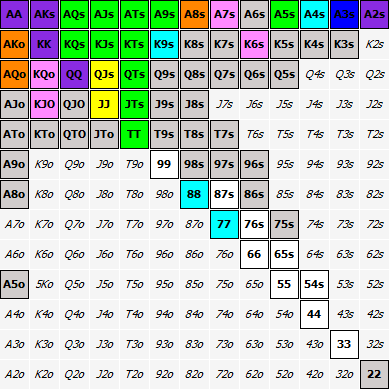 AA AKs AQs AJs ATs A9s A8s A7s A6s A5s A4s A3s A2s
AKo KK KQs KJs KTs K9s K8s K7s K6s K5s K4s K3s K2s
AQo KQo QQ QJs QTs Q9s Q8s Q7s Q6s Q5s Q4s Q3s Q2s
AJo KJO QJO JJ JTs J9s J8s J7s J6s J5s J4s J3s J2s
ATo KTo QTO JTo TT T9s T8s T7s T6s T5s T4s T3s T2s
A9o K9o Q9o J9o T9o 99 98s 97s 96s 95s 94s 93s 92s
A8o K8o Q8o J8o T8o 98o 88 87s 86s 85s 84s 83s 82s
A7o K7o Q7o J7o T7o 97o 87o 77 76s 75s 74s 73s 72s
A6o K6o Q6o J6o T6o 96o 86o 76o 66 65s 64s 63s 62s
A5o 5Ko Q5o J5o T5o 95o 85o 75o 65o 55 54s 53s 52s
A4o K4o Q4o J4o T4o 94o 84o 74o 64o 54o 44 43s 42s
A3o K3o Q3o J3o T3o 93o 83o 73o 63o 53o 43o 33 32s
A2o K2o Q2o J2o T2o 92o 82o 72o 62o 52o 42o 32o 22